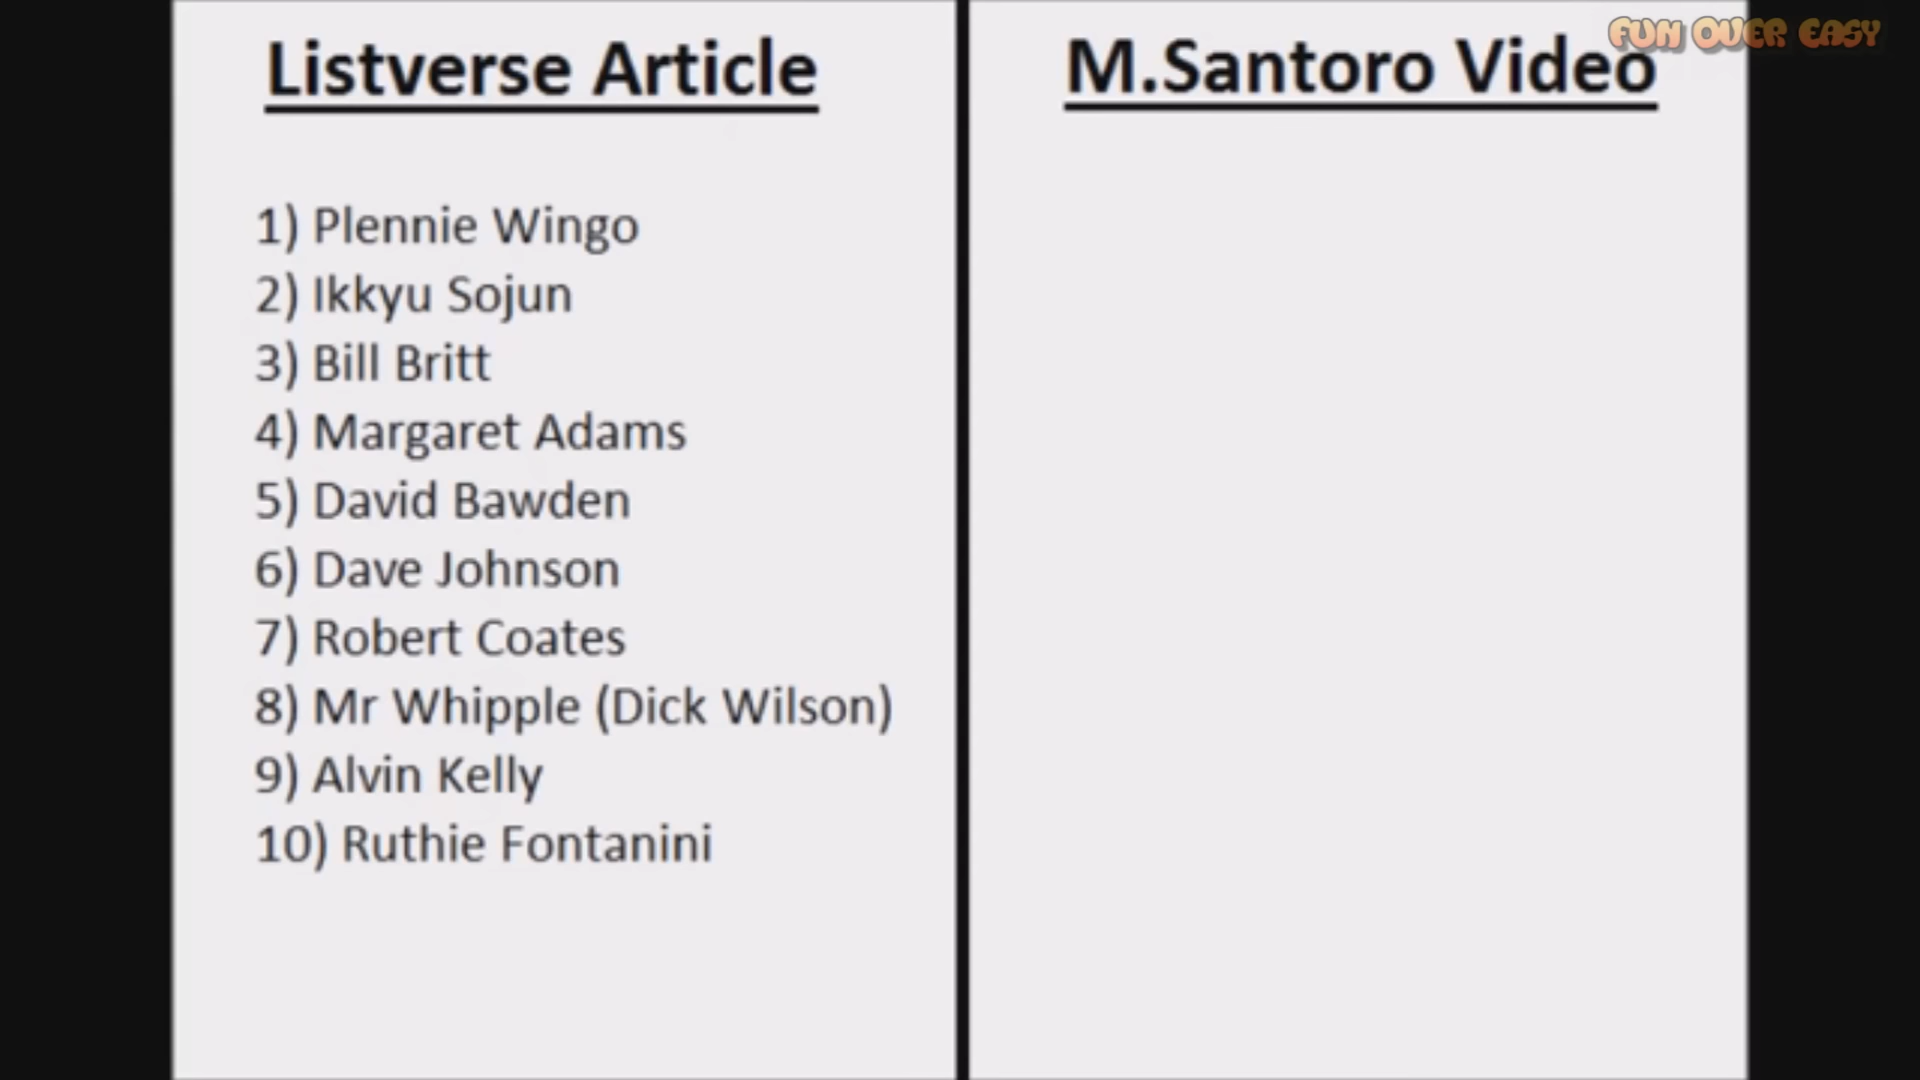 Listverse Article
1) Plennie Wingo
2) Ikkyu Sojun
3) Bill Britt
4) Margaret Adams
5) David Bawden
6) Dave Johnson
7) Robert Coates
8) Mr Whipple (Dick Wilson)
9) Alvin Kelly
10) Ruthie Fontanini
M.Santoro Video
FUN OVER EASY